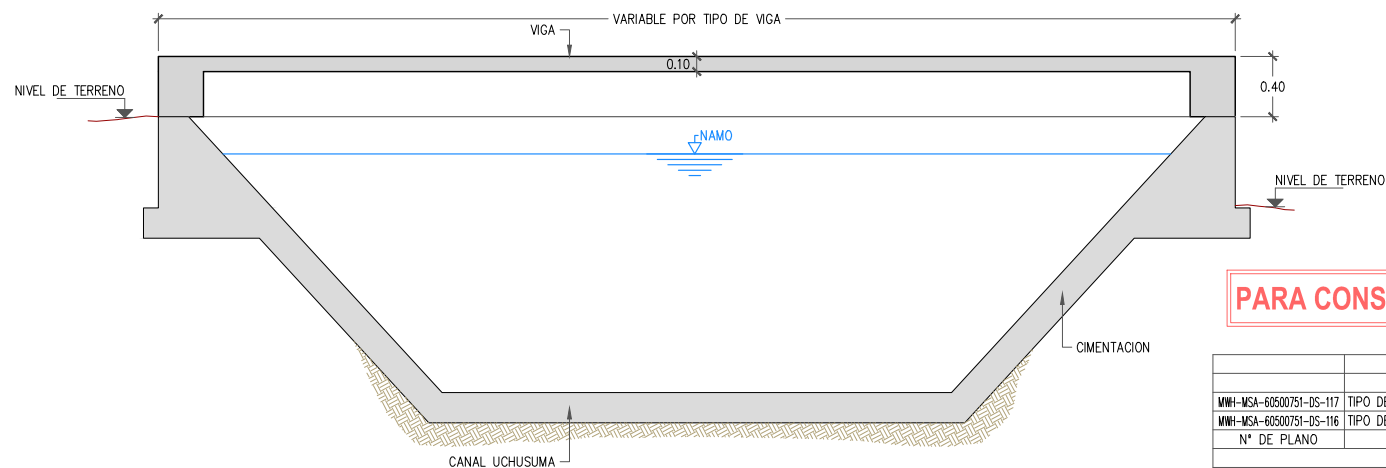 VARIABLE POR TIPO DE VIGA
VIGA
0.10
0.40
NIVEL DE TERRENO
NAMO
NIVEL DE TERRENO
PARA CONS
CIMENTACION
MWH-MSA-60500751-DS-117 TIPO DE
MWH-MSA-60500751-DS-116 TIPO DE
N° DE PLANO
CANAL UCHUSUMA